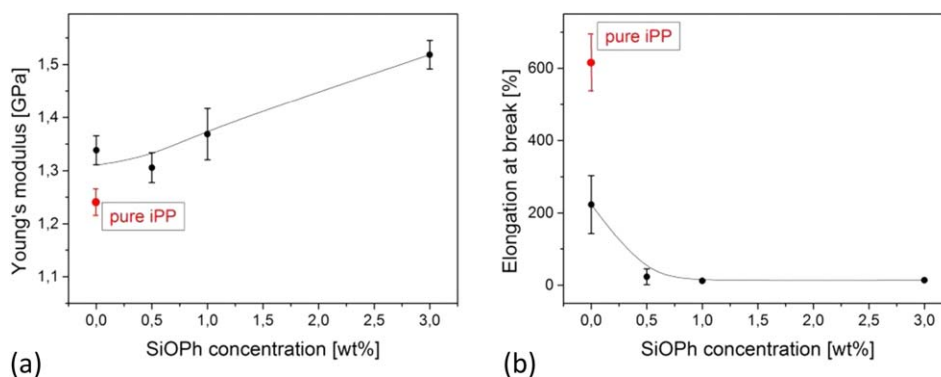 Young's modulus [GPa]
1,5
1,4
1,3
1,2
1,1
pure iPP
0,0 0,5 1,0 1,5 2,0 2,5 3,0
SiOPh concentration [wt%]
(a)
Elongation at break [%]
600
400
200
0
pure iPP
0,0 0,5 1,0 1,5 2,0 2,5 3,0
SiOPh concentration [wt%]
(b)